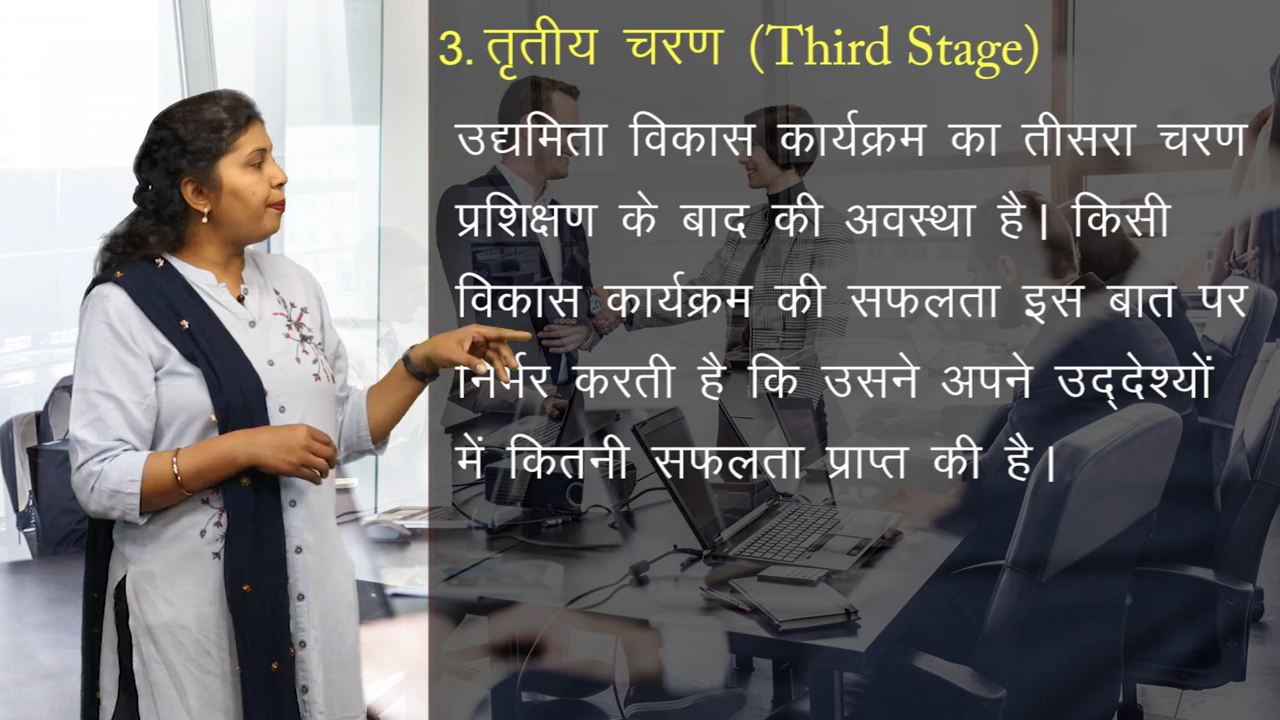 3. तृतीय चरण (Third Stage)
उद्यमिता विकास कार्यक्रम का तीसरा चरण
प्रशिक्षण के बाद की अवस्था है। किसी
विकास कार्यक्रम की सफलता इस बात पर
निर्भर करती है कि उसने अपने उद्‌देश्यों
में कितनी सफलता प्राप्त की है।